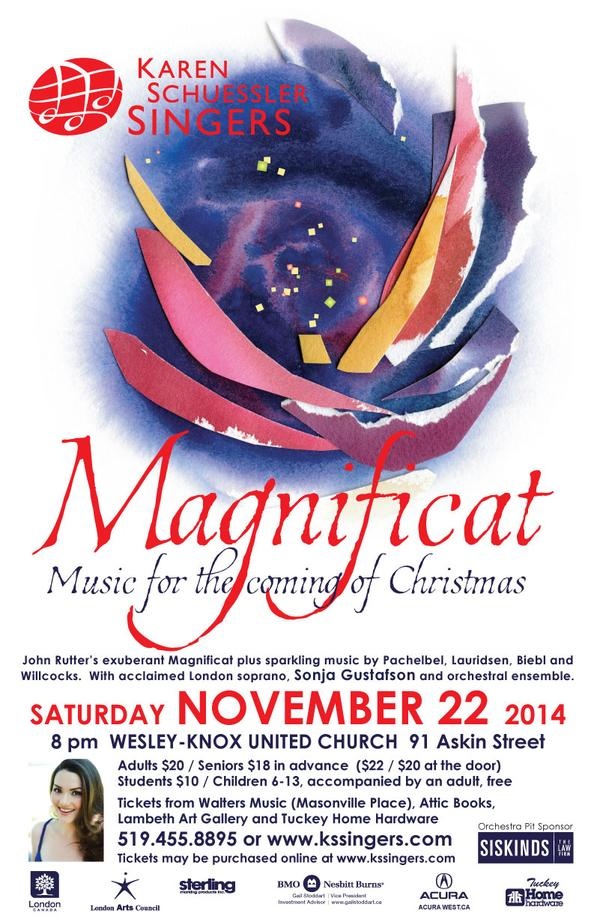 KAREN
SCHUESSLER
SINGERS
Magnificat
Music for the coming of Christmas
John Rutter's exuberant Magnificat plus sparkling music by Pachelbel, Lauridsen, Biebl and
Willcocks. With acclaimed London soprano, Sonja Gustafson and orchestral ensemble.
SATURDAY NOVEMBER 22 2014
8 pm WESLEY-KNOX UNITED CHURCH 91 Askin Street
Adults $20 / Seniors $18 in advance ($22 / $20 at the door)
Students $10 / Children 6-13, accompanied by an adult, free
Tickets from Walters Music (Masonville Place), Attic Books,
Lambeth Art Gallery and Tuckey Home Hardware
519.455.8895 or www.kssingers.com
Tickets may be purchased online at www.kssingers.com
Orchestra Pit Sponsor
SISKINDS THE LAW FIRM
London
CANADA
London Arts Council
sterling
marking products inc.
BMO Nesbitt Burns
Gail Stoddart | Vice President
Investment Advisor | www.gailstoddart.ca
ACURA
ACURAWEST.CA
Tuckey
Home
hardware